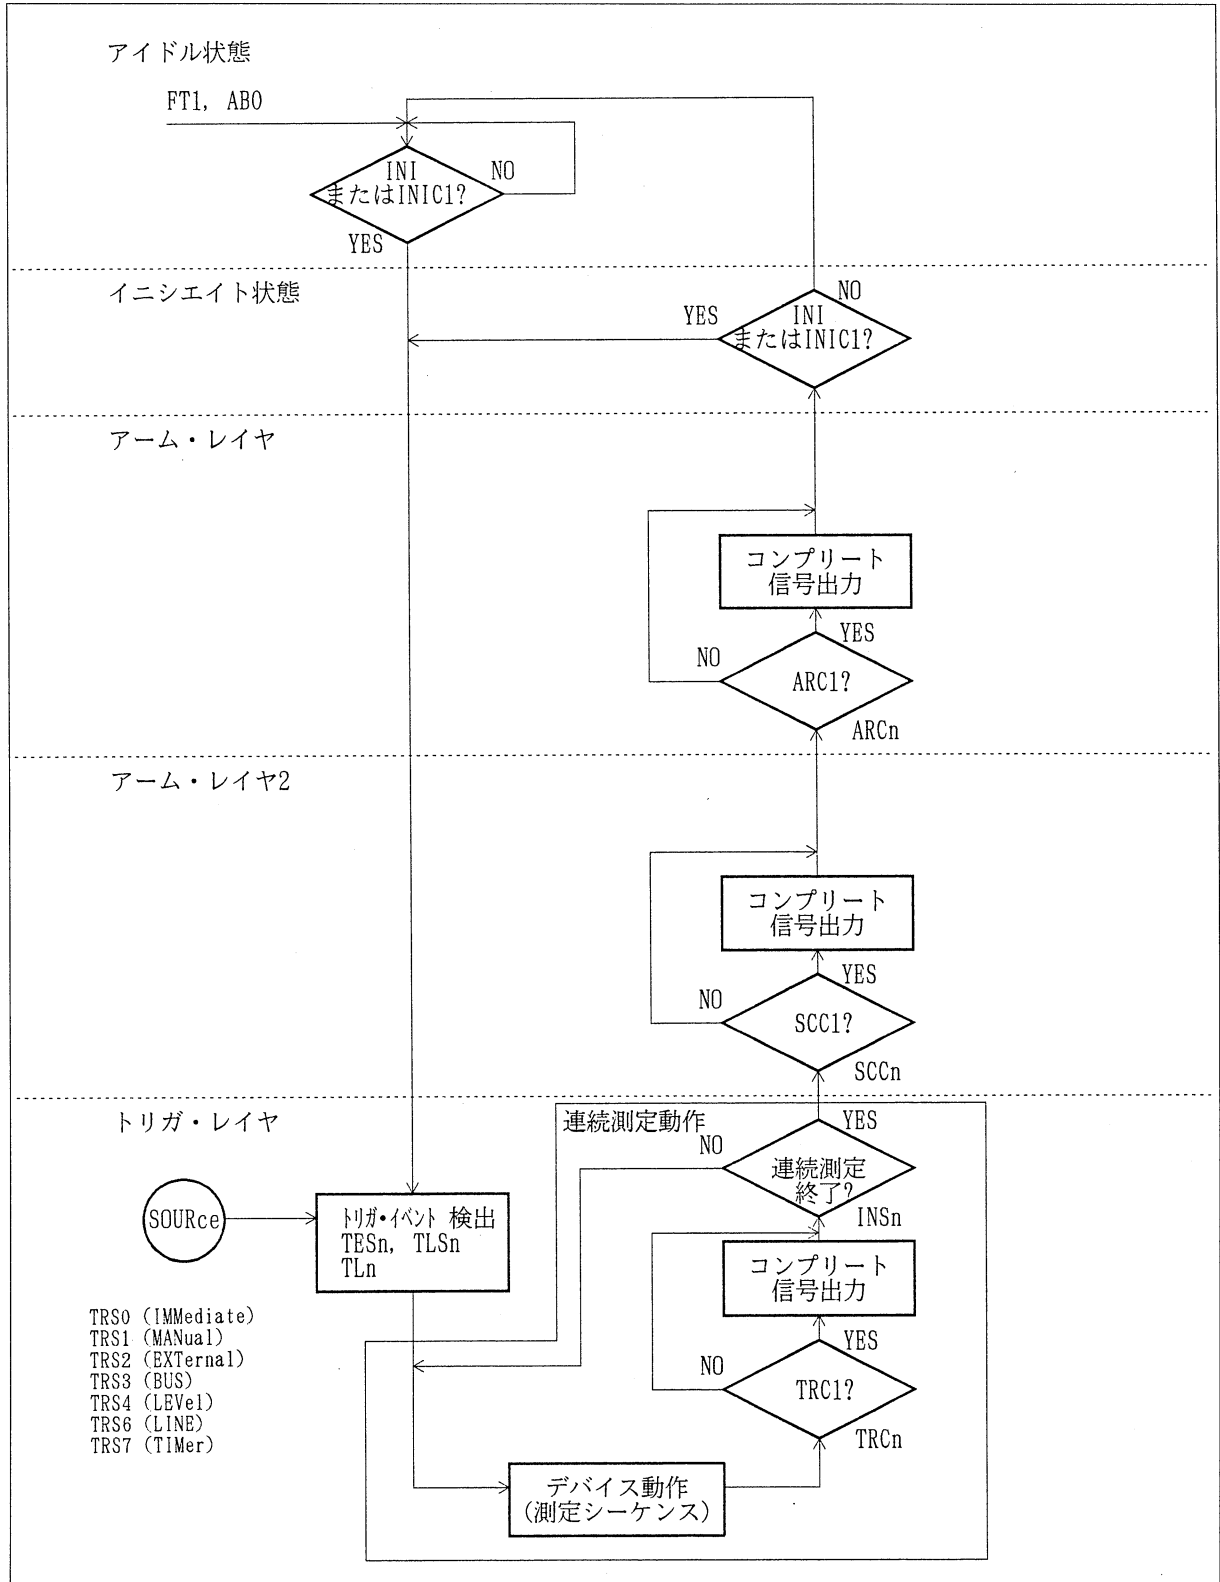 アイドル状態
FT1, ABO
INI
またはINIC1?
NO
YES
イニシエイト状態
NO
YES
INI
またはINIC1?
アーム・レイヤ
コンプリート
信号出力
YES
NO
ARC1?
ARCn
アーム・レイヤ2
コンプリート
信号出力
YES
NO
SCC1?
SCCn
トリガ・レイヤ
連続測定動作
YES
NO
連続測定
終了?
INSn
SOURce
トリガ・イベント 検出
TESn, TLSn
TLn
コンプリート
信号出力
YES
NO
TRC1?
TRCn
TRS0 (IMMediate)
TRS1 (MANual)
TRS2 (EXTernal)
TRS3 (BUS)
TRS4 (LEVel)
TRS6 (LINE)
TRS7 (TIMer)
デバイス動作
(測定シーケンス)